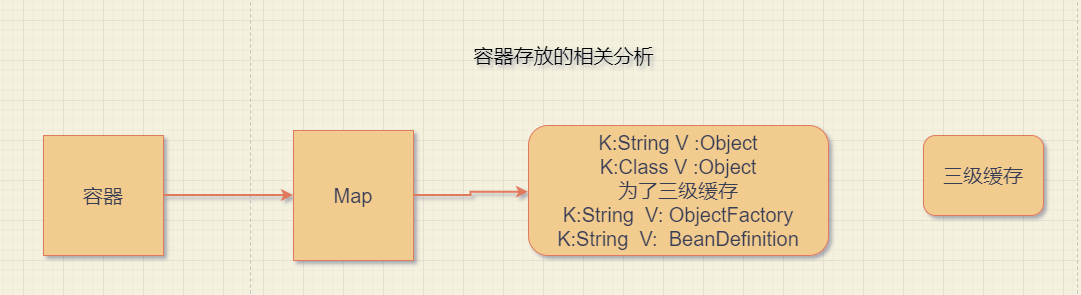 容器存放的相关分析
容器
Map
K:String V :Object
K:Class V :Object
为了三级缓存
K:String V: ObjectFactory
K:String V: BeanDefinition
三级缓存